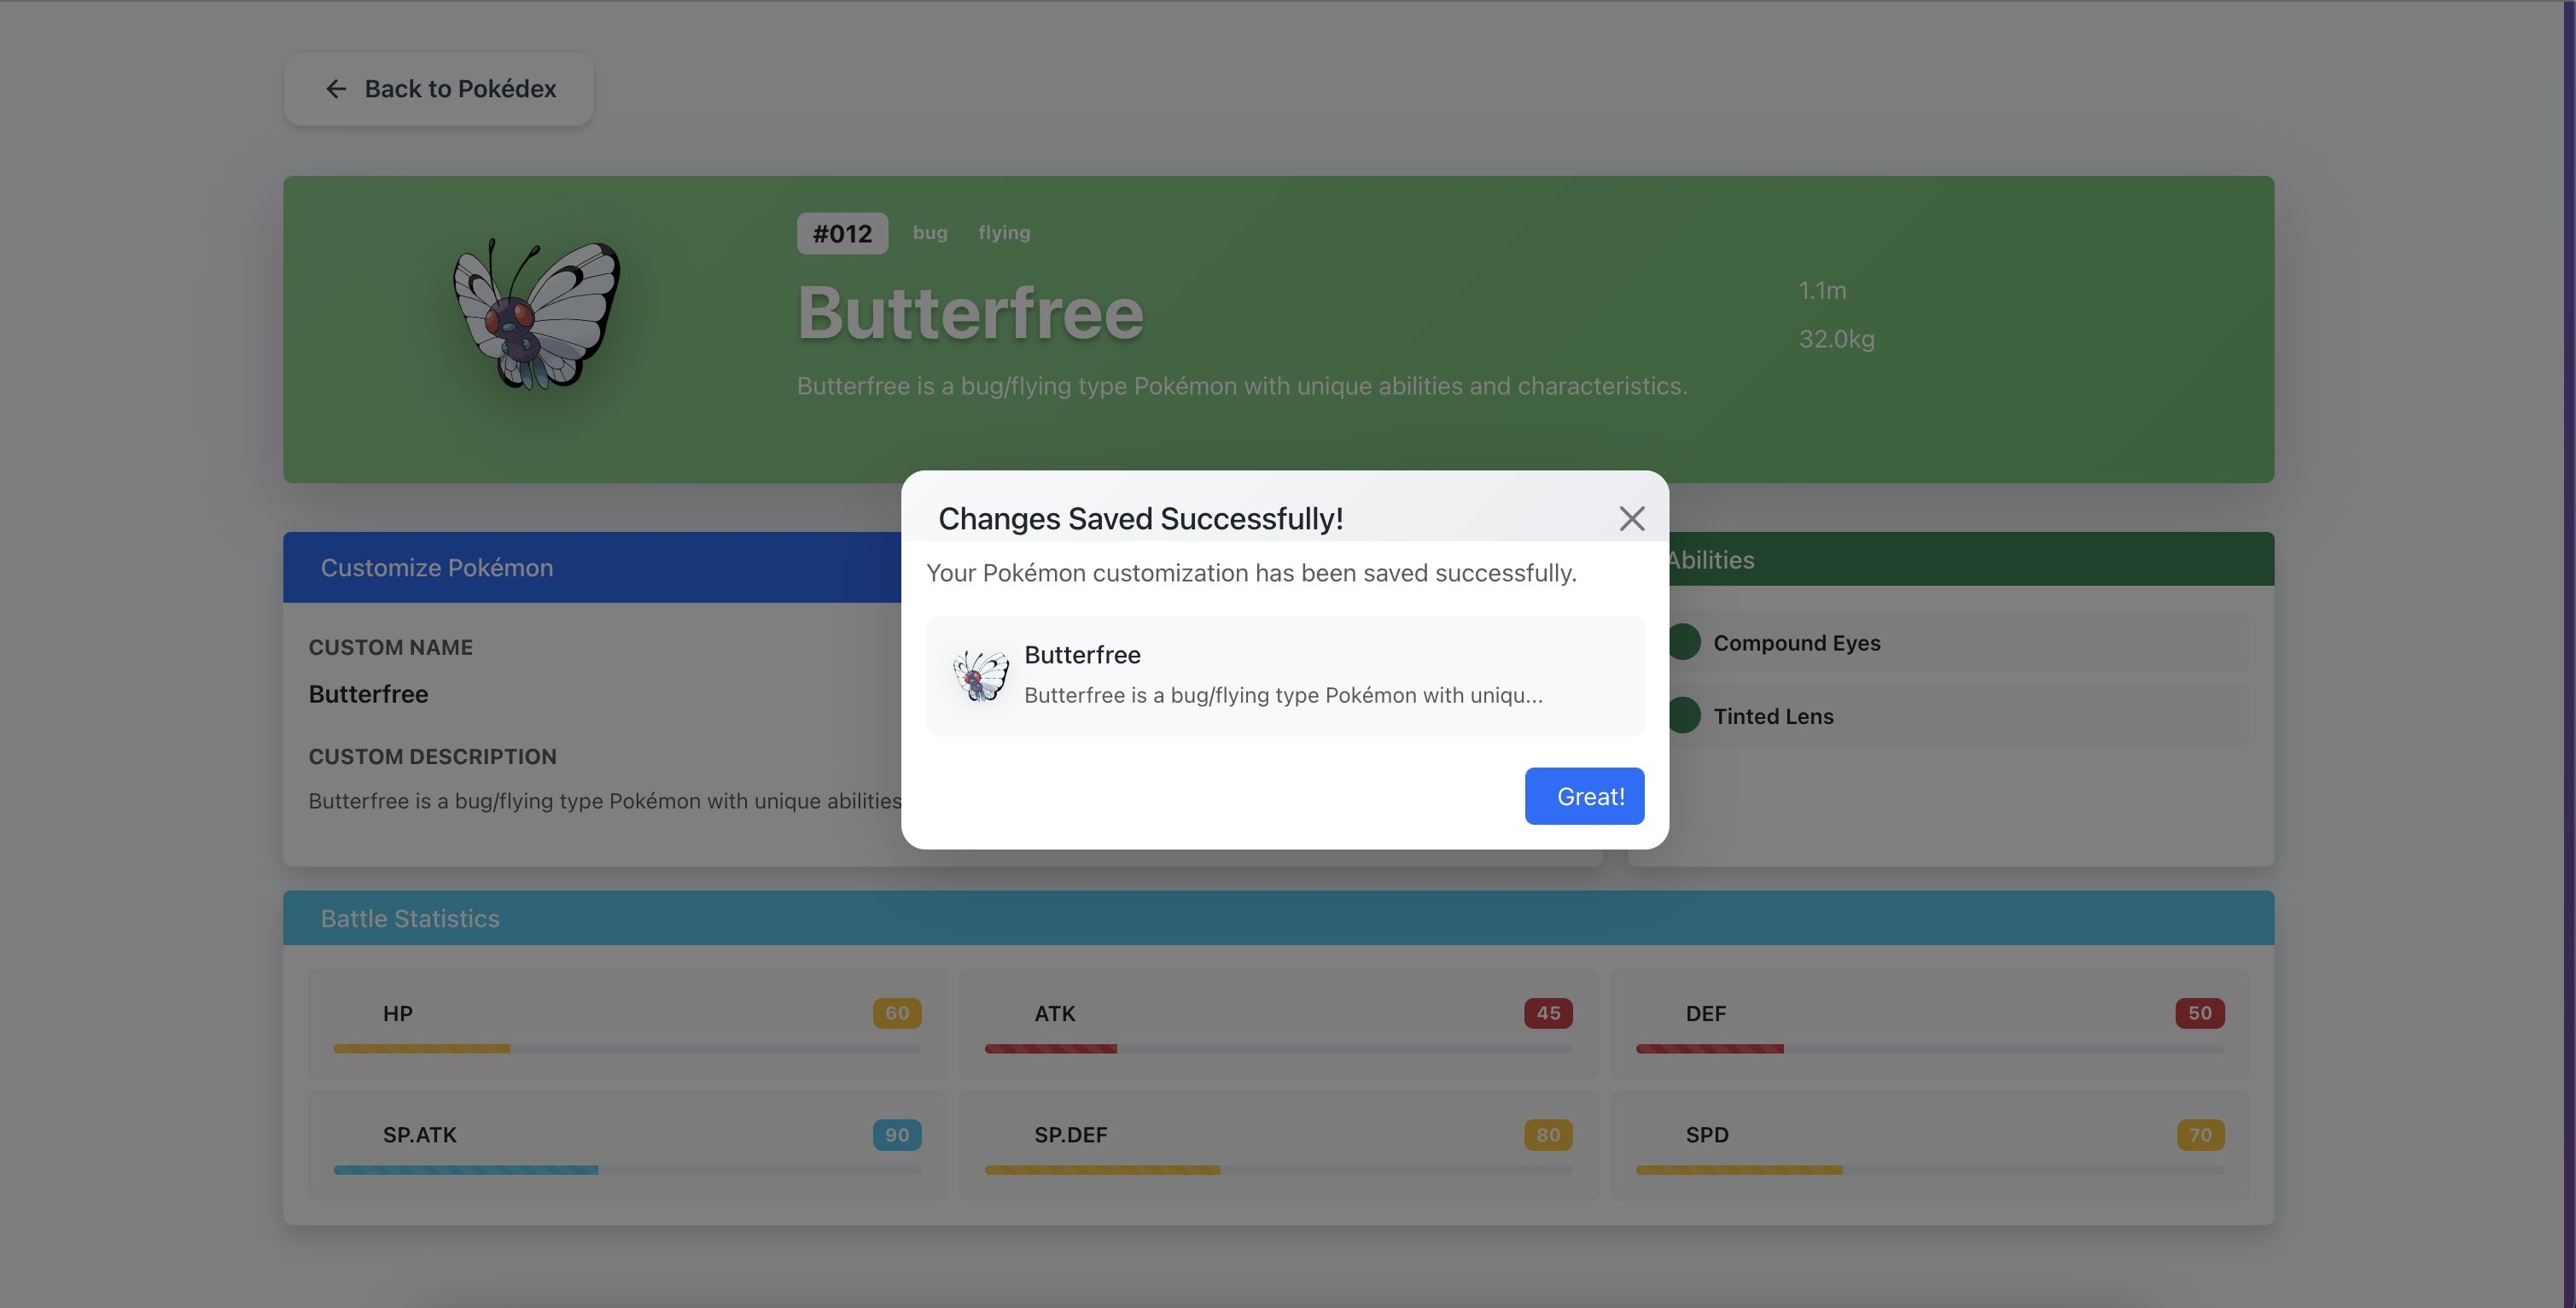 Back to Pokédex
#012 bug flying
Butterfree
1.1m
32.0kg
Butterfree is a bug/flying type Pokémon with unique abilities and characteristics.
Changes Saved Successfully!
Your Pokémon customization has been saved successfully.
Butterfree
Butterfree is a bug/flying type Pokémon with uniqu...
Great!
Customize Pokémon
CUSTOM NAME
Butterfree
CUSTOM DESCRIPTION
Butterfree is a bug/flying type Pokémon with unique abilities
Abilities
Compound Eyes
Tinted Lens
Battle Statistics
HP 60
ATK 45
DEF 50
SP.ATK 90
SP.DEF 80
SPD 70